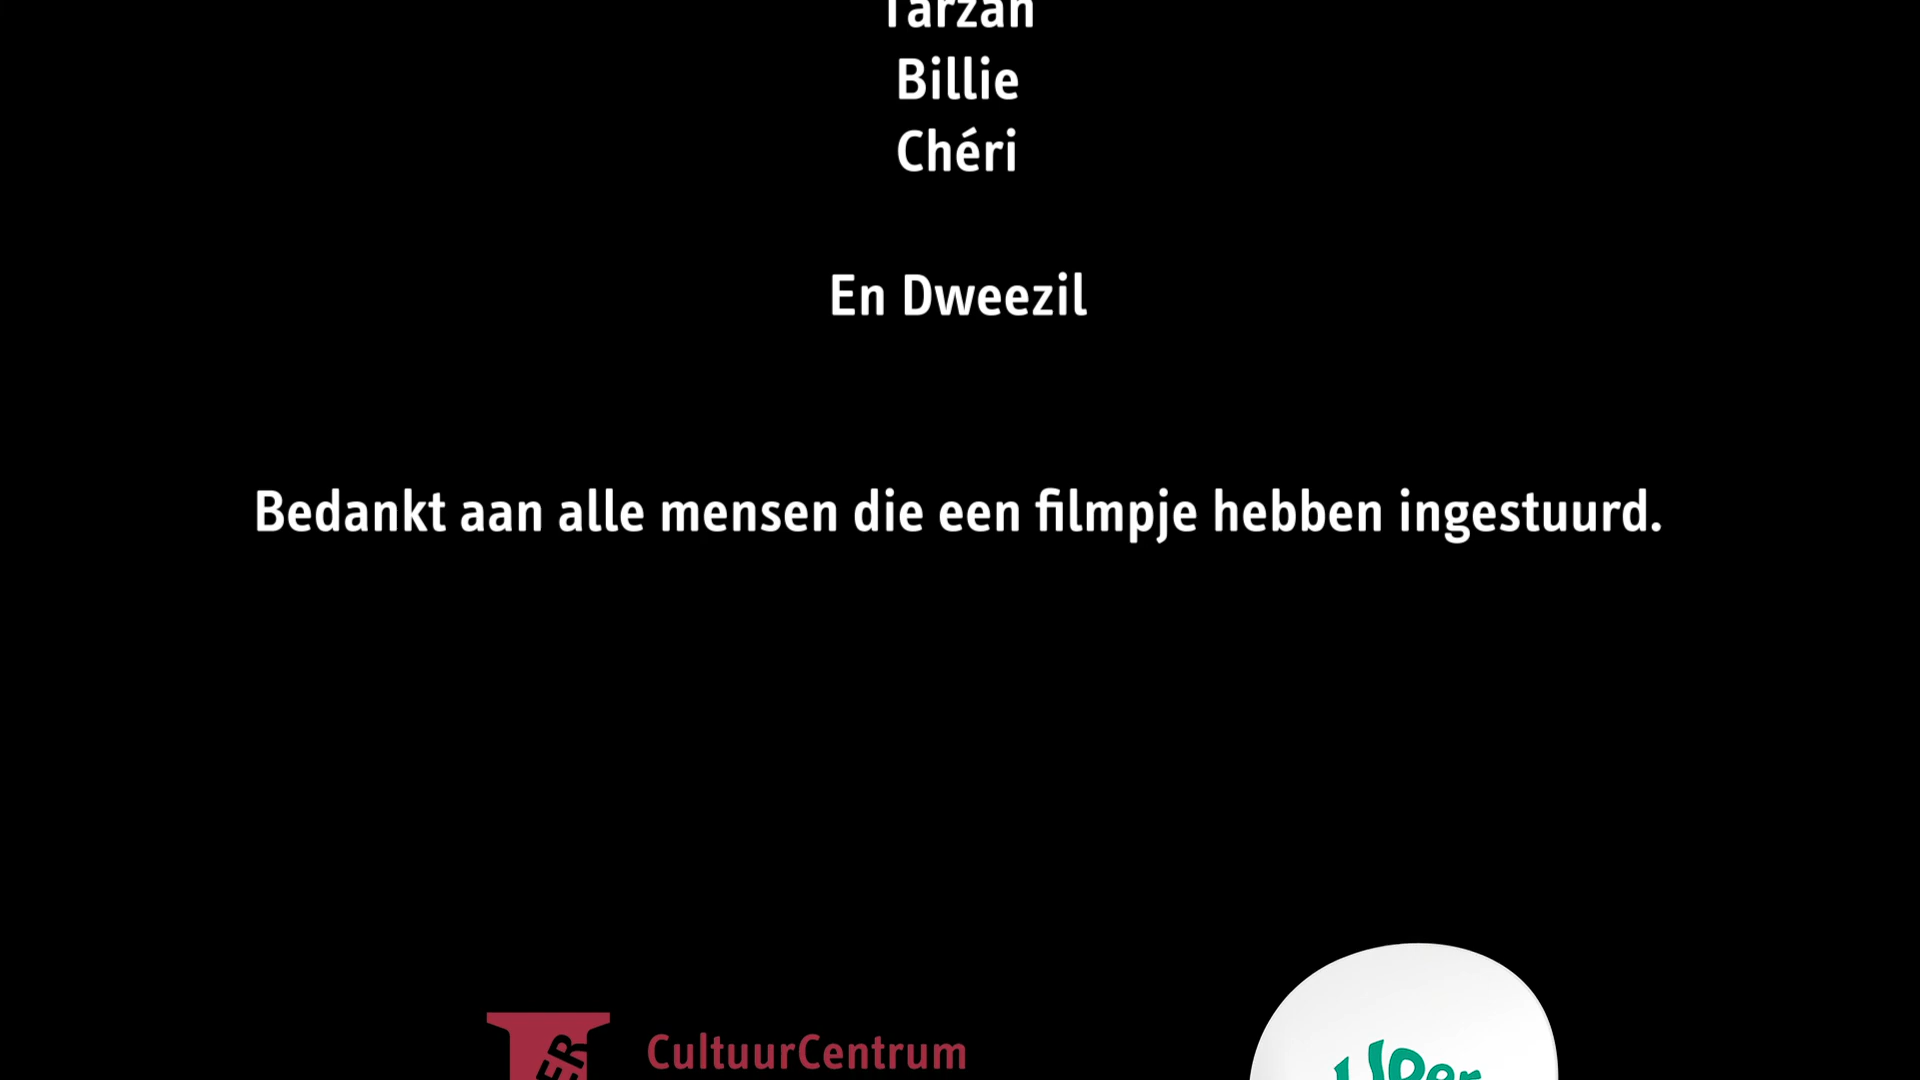 Tarzan
Billie
Chéri
En Dweezil
Bedankt aan alle mensen die een filmpje hebben ingestuurd.
CultuurCentrum